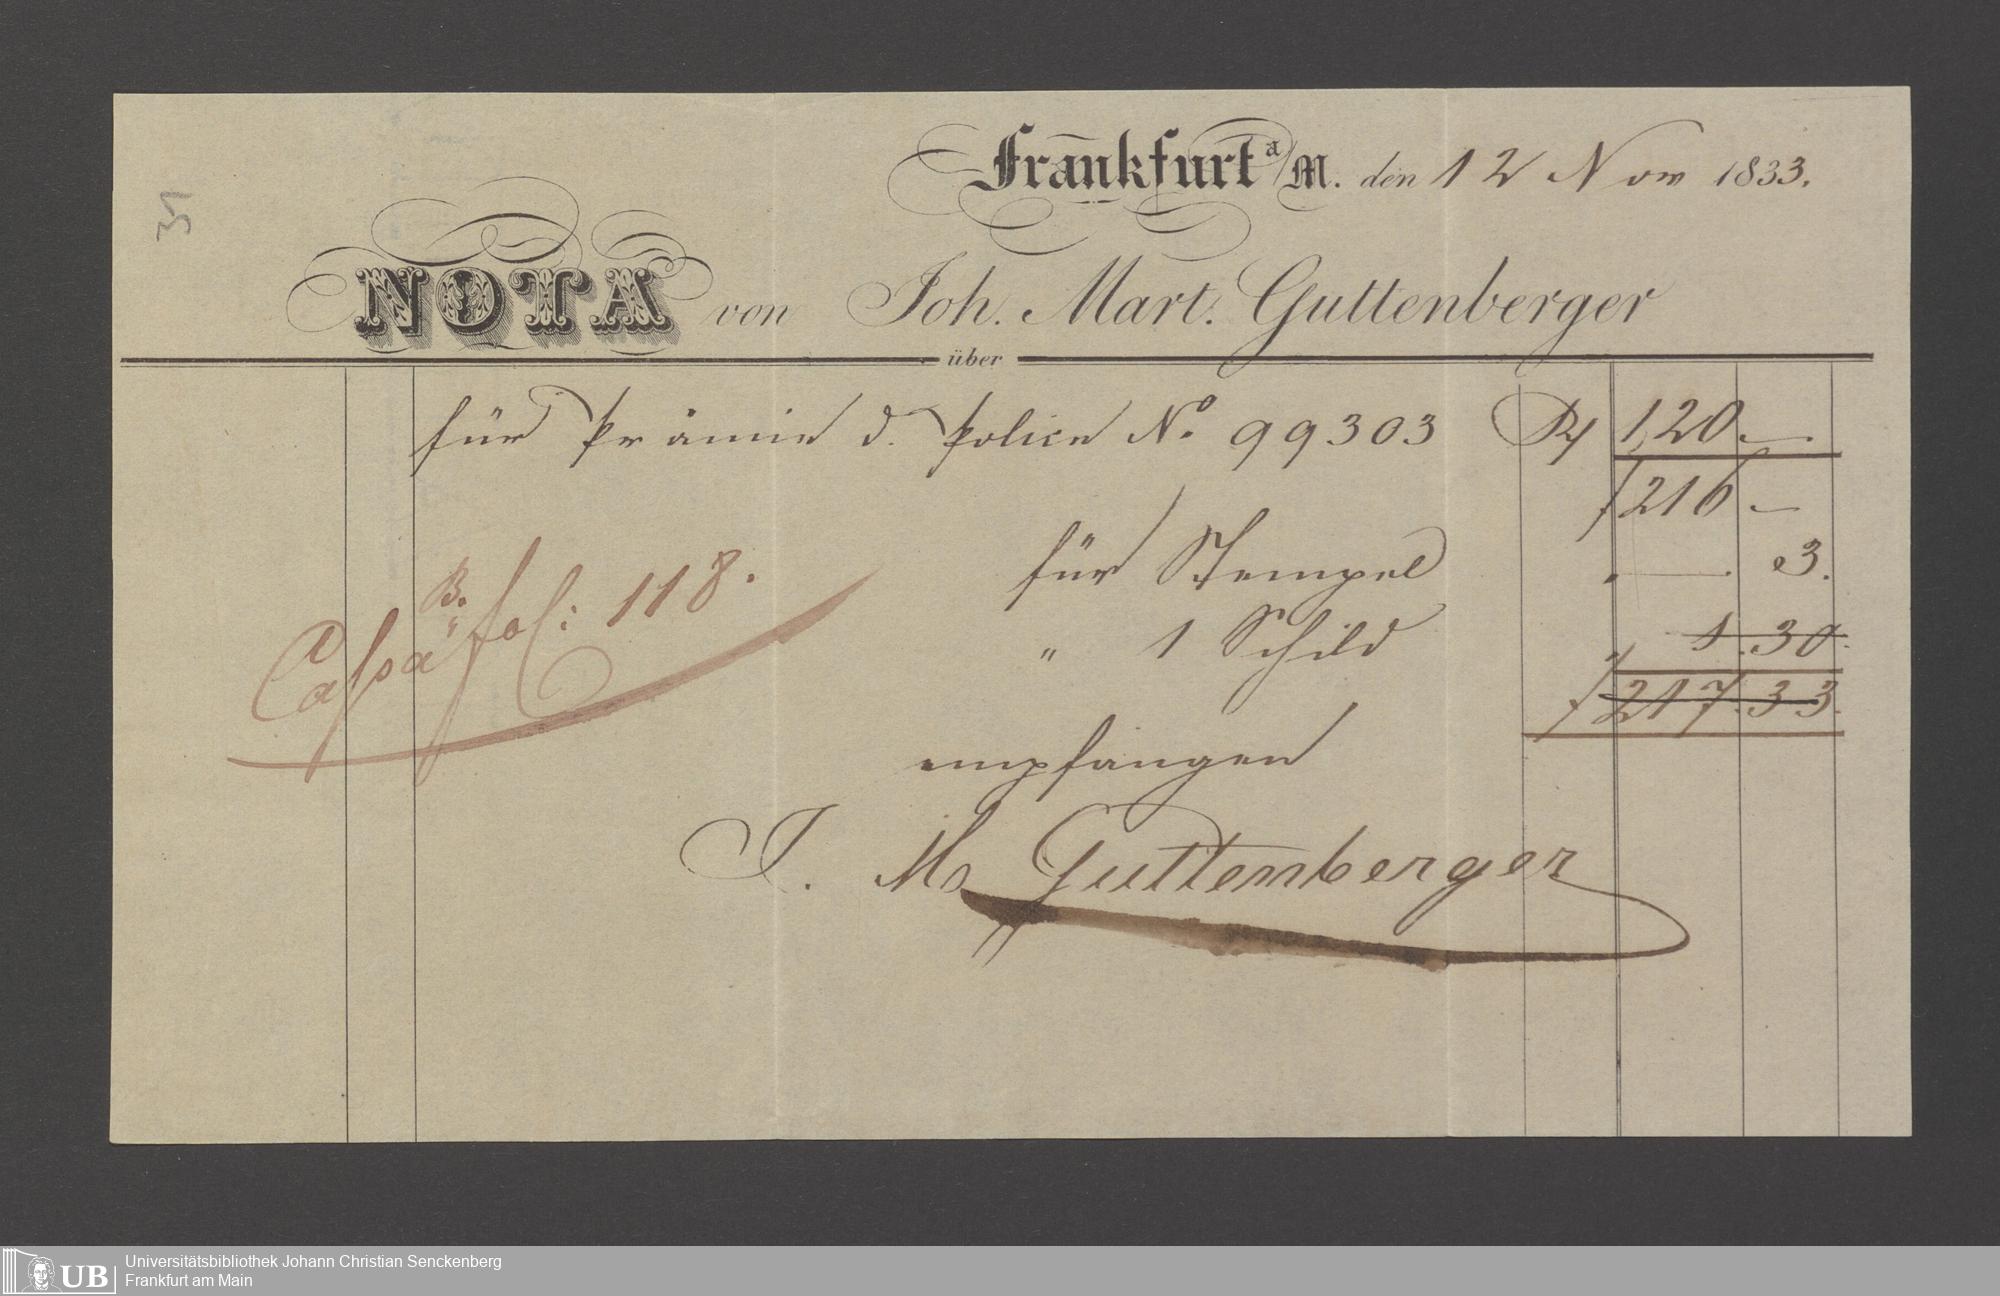 Frankfurt a/M. den 12 Nov 1833.
NOTA von Joh. Mart. Guttenberger
über
für Prämie d. Police No 99303 120 —
f 216 —
für Stempel " — 3.
" 1 Schild " 1.30.
f 217.33.
Cassa B. fol: 118.
empfangen
J. M. Guttenberger
31
UB
Universitätsbibliothek Johann Christian Senckenberg
Frankfurt am Main